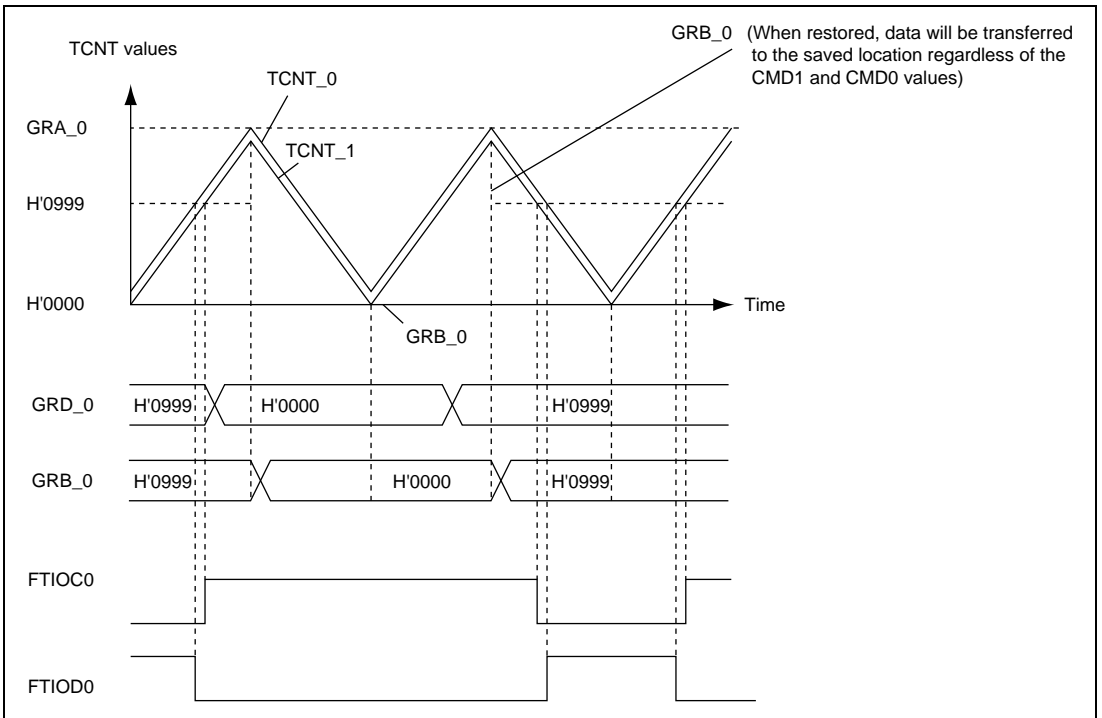 TCNT values
GRB_0 (When restored, data will be transferred
to the saved location regardless of the
CMD1 and CMD0 values)
TCNT_0
GRA_0
TCNT_1
H'0999
H'0000
Time
GRB_0
GRD_0 H'0999 H'0000 H'0999
GRB_0 H'0999 H'0000 H'0999
FTIOC0
FTIOD0